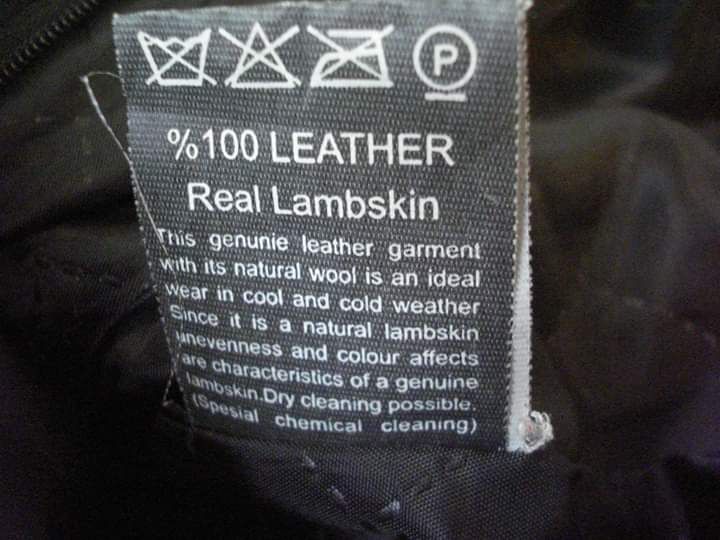 P
%100 LEATHER
Real Lambskin
This genunie leather garment
with its natural wool is an ideal
wear in cool and cold weather
Since it is a natural lambskin
unevenness and colour affects
are characteristics of a genuine
lambskin.Dry cleaning possible.
(Spesial chemical cleaning)